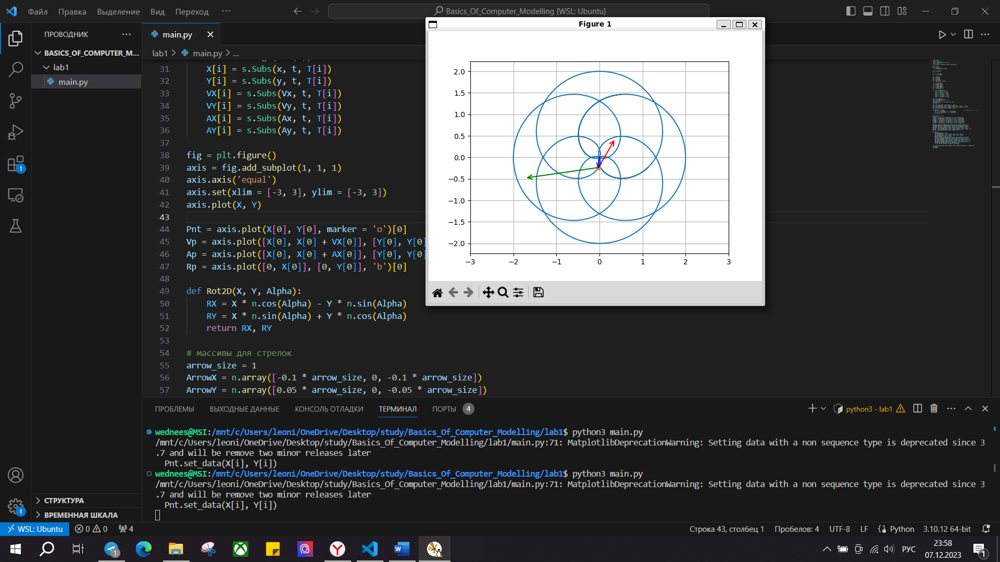 Файл Правка Выделение Вид Переход ···
Basics_Of_Computer_Modelling [WSL: Ubuntu]
ПРОВОДНИК ···
BASICS_OF_COMPUTER_M...
lab1
main.py
main.py
lab1 > main.py > ...
31 X[i] = s.Subs(x, t, T[i])
32 Y[i] = s.Subs(y, t, T[i])
33 VX[i] = s.Subs(Vx, t, T[i])
34 VY[i] = s.Subs(Vy, t, T[i])
35 AX[i] = s.Subs(Ax, t, T[i])
36 AY[i] = s.Subs(Ay, t, T[i])
37
38 fig = plt.figure()
39 axis = fig.add_subplot(1, 1, 1)
40 axis.axis('equal')
41 axis.set(xlim = [-3, 3], ylim = [-3, 3])
42 axis.plot(X, Y)
43
44 Pnt = axis.plot(X[0], Y[0], marker = 'o')[0]
45 Vp = axis.plot([X[0], X[0] + VX[0]], [Y[0], Y[0]
46 Ap = axis.plot([X[0], X[0] + AX[0]], [Y[0], Y[0]
47 Rp = axis.plot([0, X[0]], [0, Y[0]], 'b')[0]
48
49 def Rot2D(X, Y, Alpha):
50 RX = X * n.cos(Alpha) - Y * n.sin(Alpha)
51 RY = X * n.sin(Alpha) + Y * n.cos(Alpha)
52 return RX, RY
53
54 # массивы для стрелок
55 arrow_size = 1
56 ArrowX = n.array([-0.1 * arrow_size, 0, -0.1 * arrow_size])
57 ArrowY = n.array([0.05 * arrow_size, 0, -0.05 * arrow_size])
Figure 1
2.0
1.5
1.0
0.5
0.0
−0.5
−1.0
−1.5
−2.0
−3 −2 −1 0 1 2 3
ПРОБЛЕМЫ ВЫХОДНЫЕ ДАННЫЕ КОНСОЛЬ ОТЛАДКИ ТЕРМИНАЛ ПОРТЫ 4
python3 - lab1
wednees@MSI:/mnt/c/Users/leoni/OneDrive/Desktop/study/Basics_Of_Computer_Modelling/lab1$ python3 main.py
/mnt/c/Users/leoni/OneDrive/Desktop/study/Basics_Of_Computer_Modelling/lab1/main.py:71: MatplotlibDeprecationWarning: Setting data with a non sequence type is deprecated since 3
.7 and will be remove two minor releases later
Pnt.set_data(X[i], Y[i])
wednees@MSI:/mnt/c/Users/leoni/OneDrive/Desktop/study/Basics_Of_Computer_Modelling/lab1$ python3 main.py
/mnt/c/Users/leoni/OneDrive/Desktop/study/Basics_Of_Computer_Modelling/lab1/main.py:71: MatplotlibDeprecationWarning: Setting data with a non sequence type is deprecated since 3
.7 and will be remove two minor releases later
Pnt.set_data(X[i], Y[i])
СТРУКТУРА
ВРЕМЕННАЯ ШКАЛА
1
1
WSL: Ubuntu 0 0 4
Строка 43, столбец 1 Пробелов: 4 UTF-8 LF Python 3.10.12 64-bit
1
РУС
23:58
07.12.2023
1